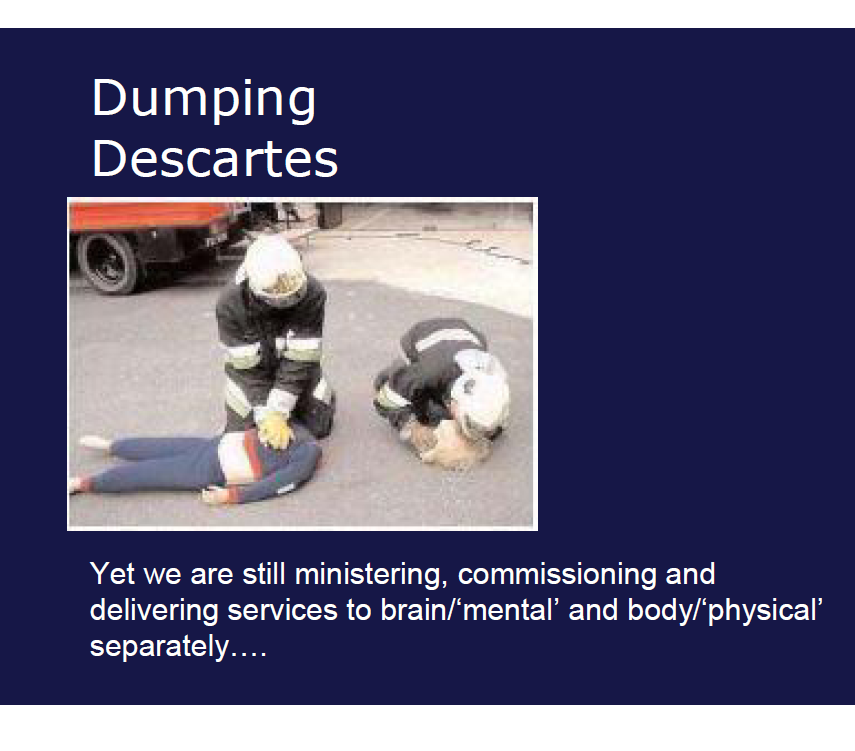 Dumping
Descartes
Yet we are still ministering, commissioning and
delivering services to brain/‘mental’ and body/‘physical’
separately….